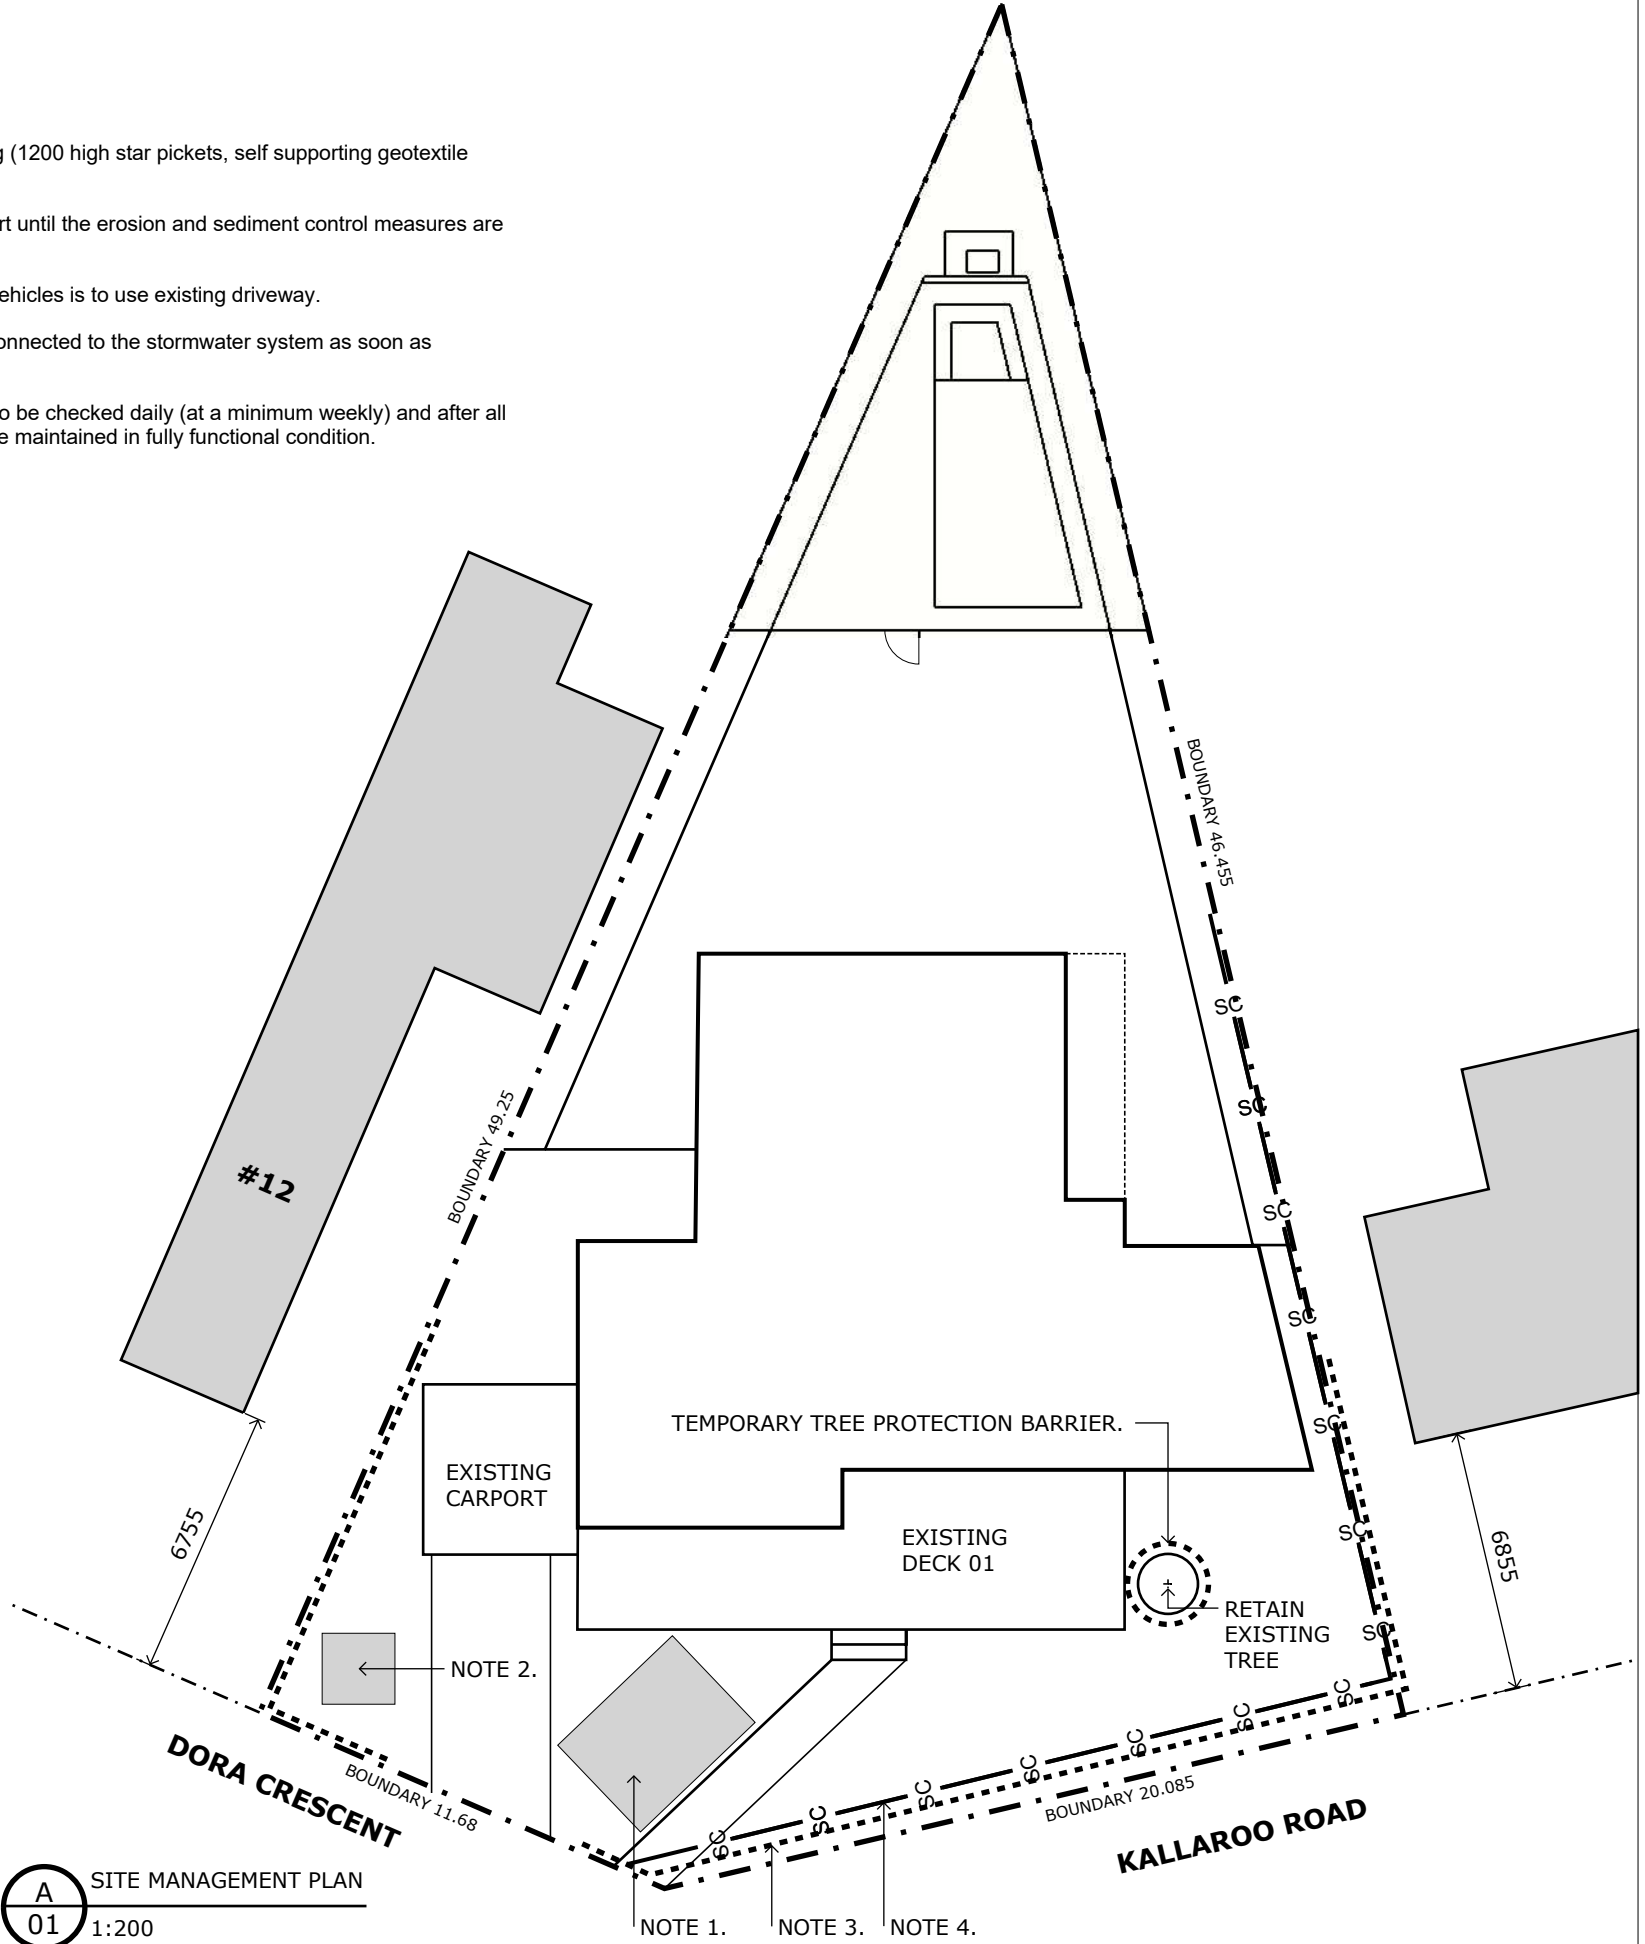 g (1200 high star pickets, self supporting geotextile
rt until the erosion and sediment control measures are
ehicles is to use existing driveway.
onnected to the stormwater system as soon as
o be checked daily (at a minimum weekly) and after all
e maintained in fully functional condition.
BOUNDARY 46.455
SC
SC
BOUNDARY 49.25
#12
SC
SC
TEMPORARY TREE PROTECTION BARRIER.
SC
EXISTING
CARPORT
6755
EXISTING
DECK 01
SC
6855
RETAIN
EXISTING
TREE
SC
NOTE 2.
SC
SC
SC
SC
SC
SC
SC
DORA CRESCENT
BOUNDARY 11.68
BOUNDARY 20.085
KALLAROO ROAD
A
01
SITE MANAGEMENT PLAN
1:200
NOTE 1.
NOTE 3.
NOTE 4.